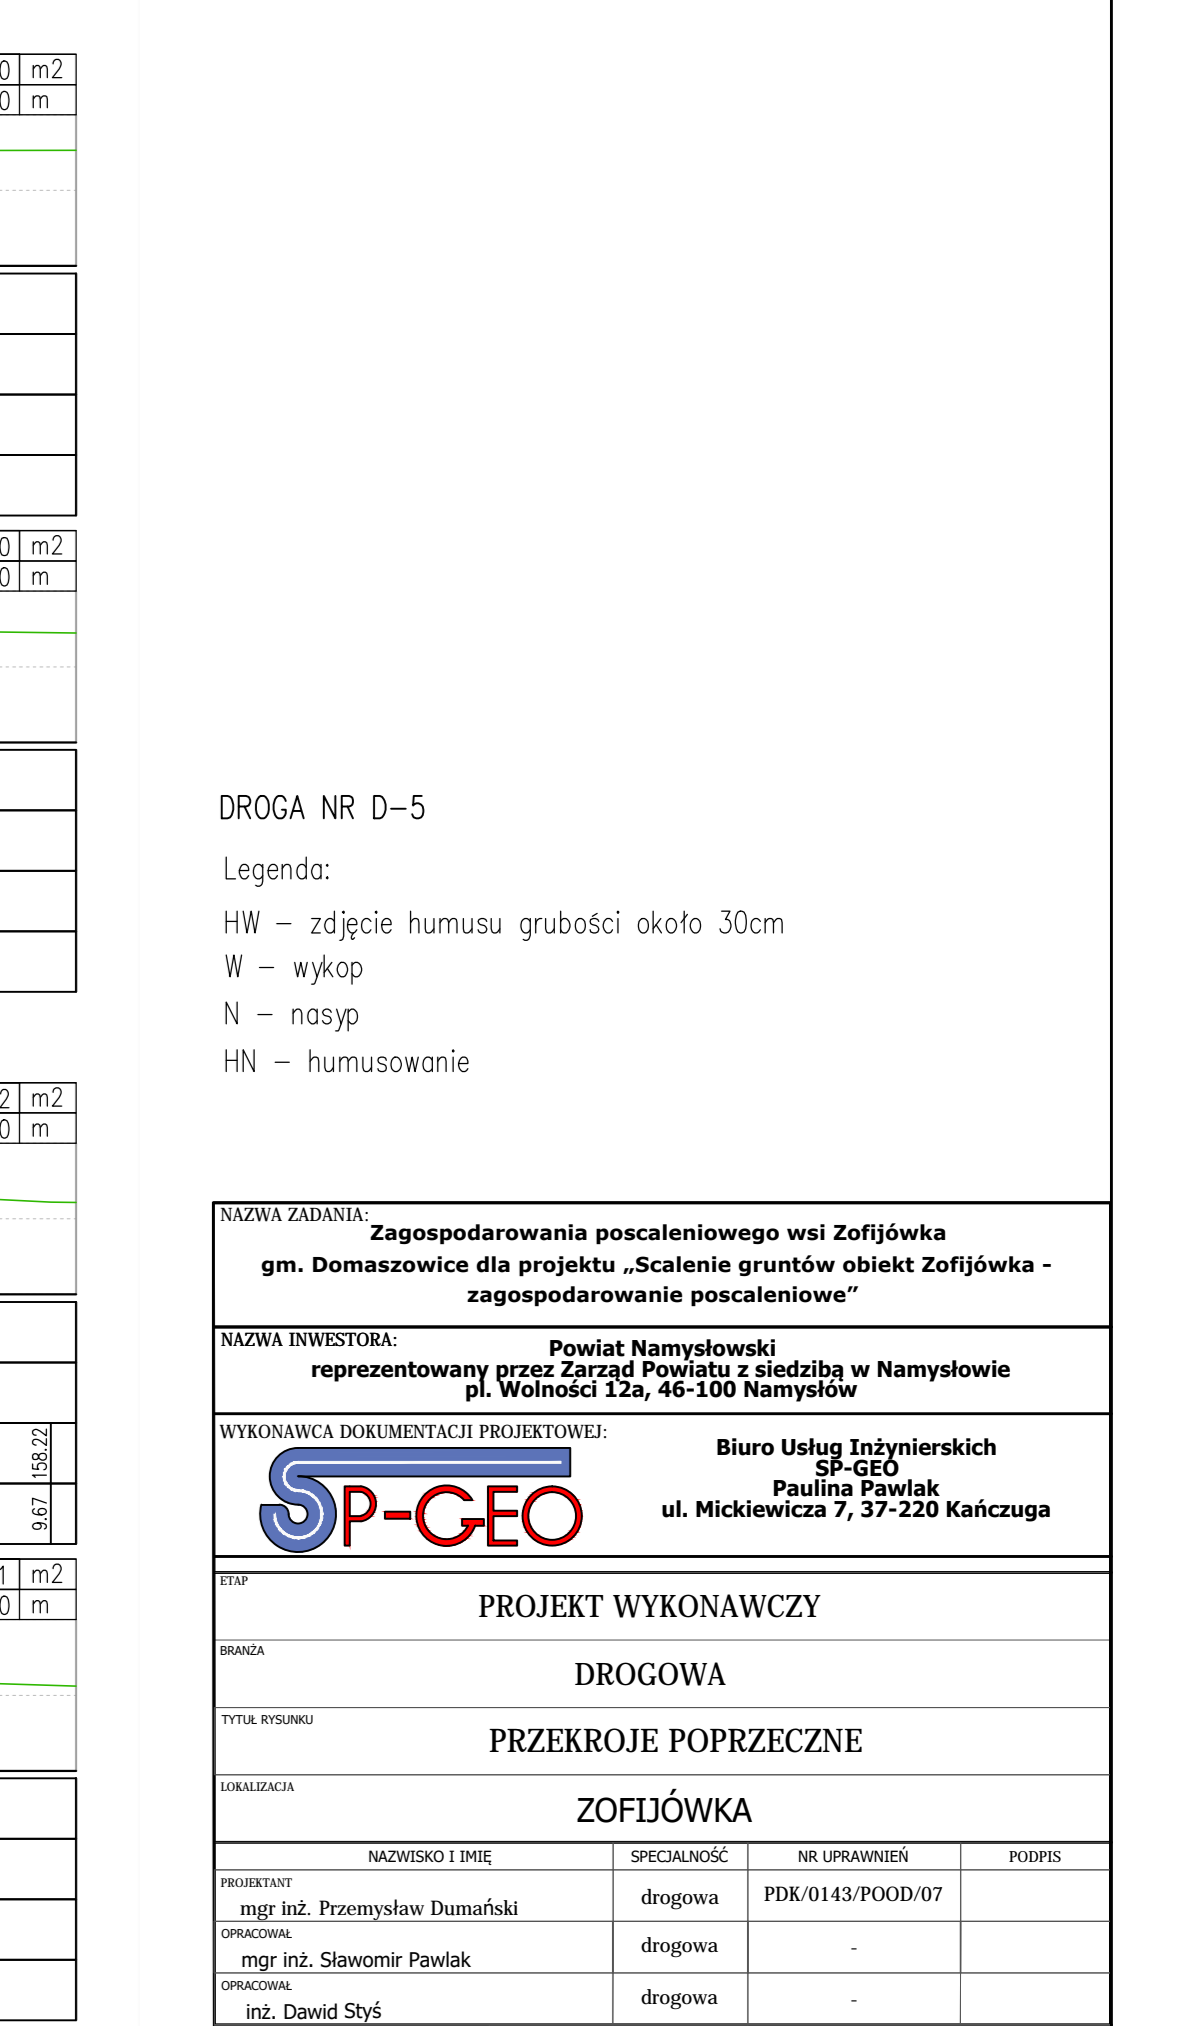 0 m2
0 m
0 m2
0 m
2 m2
0 m
158.22
9.67
1 m2
0 m
DROGA NR D-5
Legenda:
HW - zdjęcie humusu grubości około 30cm
W - wykop
N - nasyp
HN - humusowanie
NAZWA ZADANIA:
Zagospodarowania poscaleniowego wsi Zofijówka
gm. Domaszowice dla projektu „Scalenie gruntów obiekt Zofijówka -
zagospodarowanie poscaleniowe”
NAZWA INWESTORA:
Powiat Namysłowski
reprezentowany przez Zarząd Powiatu z siedzibą w Namysłowie
pl. Wolności 12a, 46-100 Namysłów
WYKONAWCA DOKUMENTACJI PROJEKTOWEJ:
SP-GEO
Biuro Usług Inżynierskich
SP-GEO
Paulina Pawlak
ul. Mickiewicza 7, 37-220 Kańczuga
ETAP
PROJEKT WYKONAWCZY
BRANŻA
DROGOWA
TYTUŁ RYSUNKU
PRZEKROJE POPRZECZNE
LOKALIZACJA
ZOFIJÓWKA
NAZWISKO I IMIĘ SPECJALNOŚĆ NR UPRAWNIEŃ PODPIS
PROJEKTANT
mgr inż. Przemysław Dumański drogowa PDK/0143/POOD/07
OPRACOWAŁ
mgr inż. Sławomir Pawlak drogowa -
OPRACOWAŁ
inż. Dawid Styś drogowa -